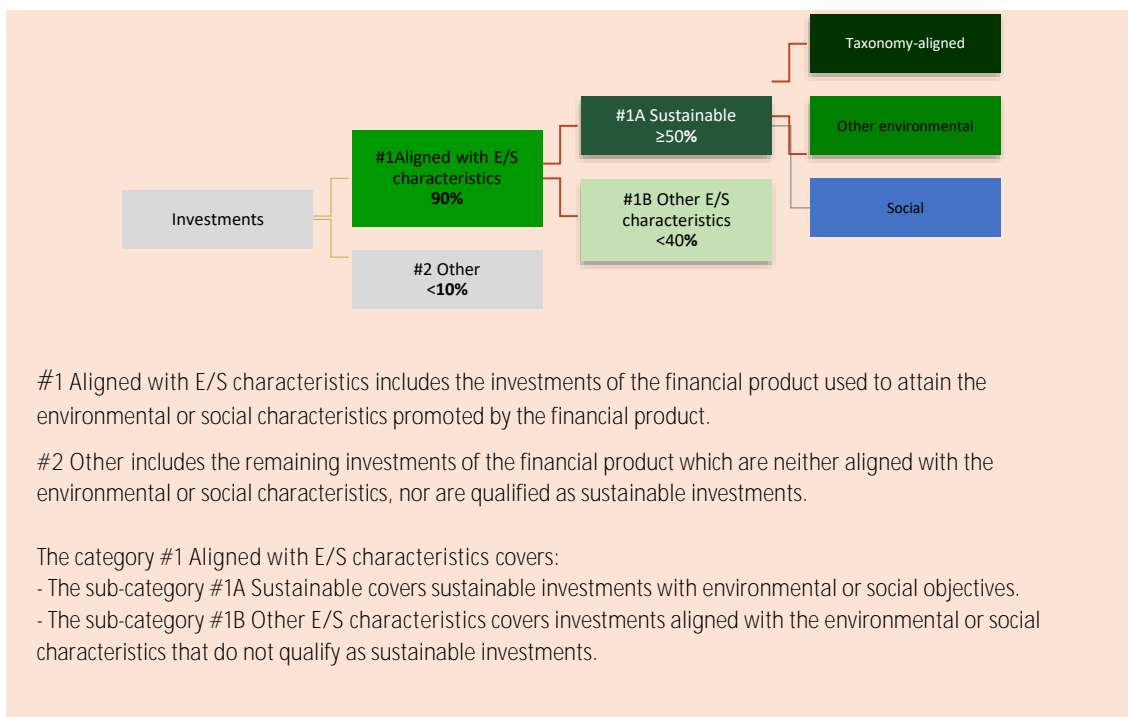 Taxonomy-aligned
#1A Sustainable
≥50%
Other environmental
#1Aligned with E/S
characteristics
90%
#1B Other E/S
characteristics
<40%
Investments
Social
#2 Other
<10%
#1 Aligned with E/S characteristics includes the investments of the financial product used to attain the
environmental or social characteristics promoted by the financial product.
#2 Other includes the remaining investments of the financial product which are neither aligned with the
environmental or social characteristics, nor are qualified as sustainable investments.
The category #1 Aligned with E/S characteristics covers:
- The sub-category #1A Sustainable covers sustainable investments with environmental or social objectives.
- The sub-category #1B Other E/S characteristics covers investments aligned with the environmental or social
characteristics that do not qualify as sustainable investments.